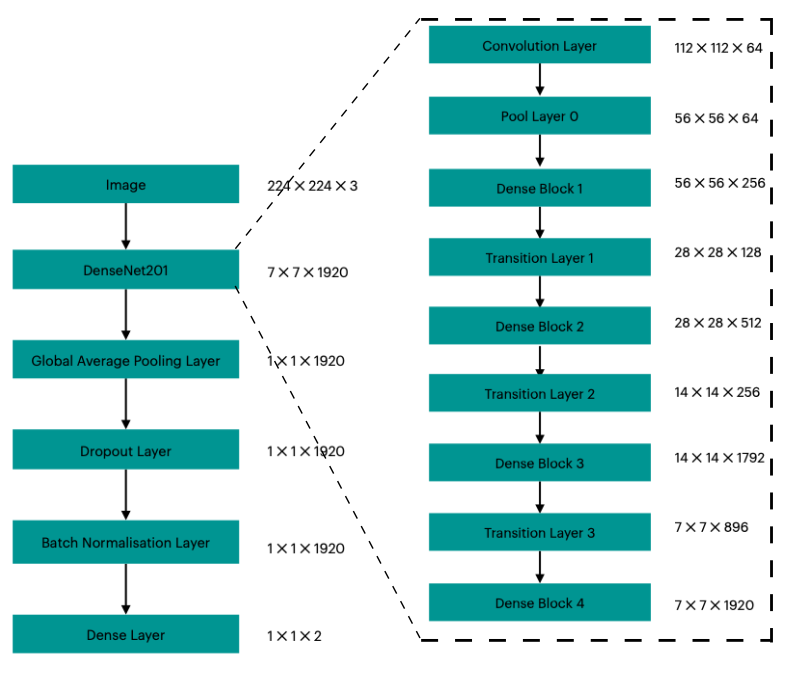 Image
224 × 224 × 3
DenseNet201
7 × 7 × 1920
Global Average Pooling Layer
1 × 1 × 1920
Dropout Layer
1 × 1 × 1920
Batch Normalisation Layer
1 × 1 × 1920
Dense Layer
1 × 1 × 2
Convolution Layer
112 × 112 × 64
Pool Layer 0
56 × 56 × 64
Dense Block 1
56 × 56 × 256
Transition Layer 1
28 × 28 × 128
Dense Block 2
28 × 28 × 512
Transition Layer 2
14 × 14 × 256
Dense Block 3
14 × 14 × 1792
Transition Layer 3
7 × 7 × 896
Dense Block 4
7 × 7 × 1920